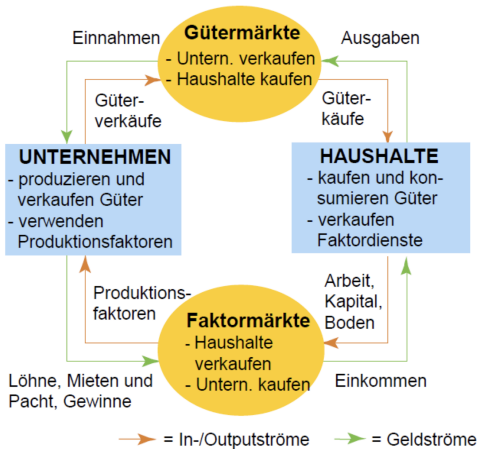 Einnahmen
Gütermärkte
- Untern. verkaufen
- Haushalte kaufen
Ausgaben
Güter-
verkäufe
Güter-
käufe
UNTERNEHMEN
- produzieren und
verkaufen Güter
- verwenden
Produktionsfaktoren
HAUSHALTE
- kaufen und kon-
sumieren Güter
- verkaufen
Faktordienste
Produktions-
faktoren
Arbeit,
Kapital,
Boden
Faktormärkte
- Haushalte
verkaufen
- Untern. kaufen
Löhne, Mieten und
Pacht, Gewinne
Einkommen
= In-/Outputströme
= Geldströme